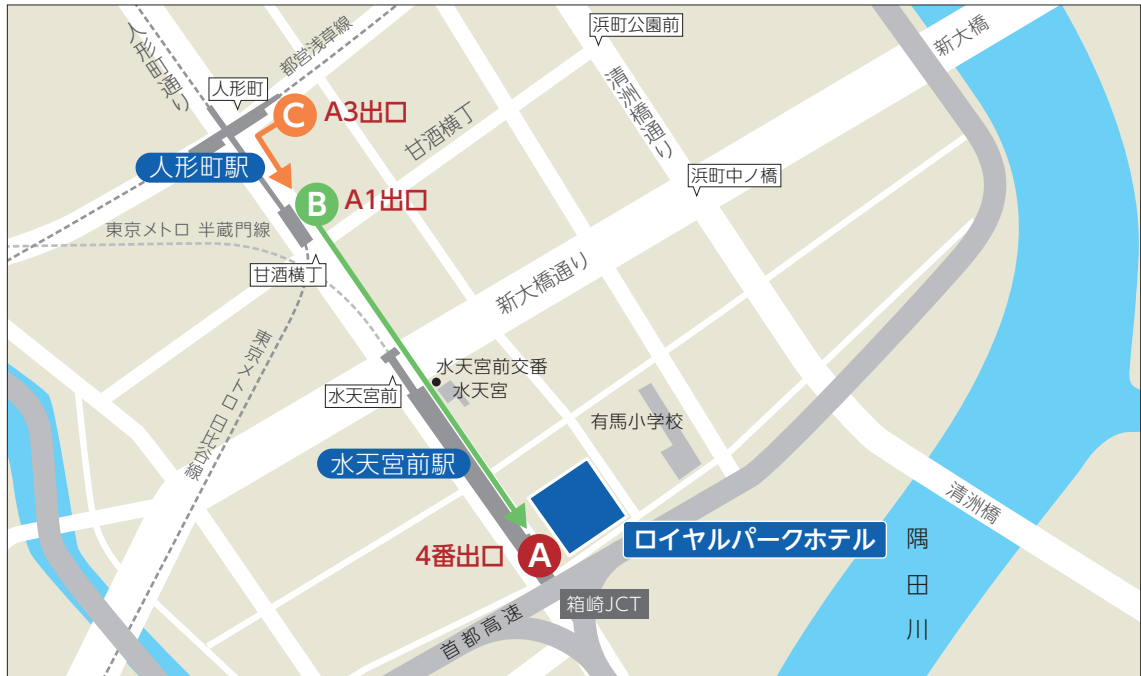 人形町通り
都営浅草線
浜町公園前
新大橋
人形町
C
A3出口
甘酒横丁
清洲橋通り
人形町駅
浜町中ノ橋
B
A1出口
東京メトロ 半蔵門線
甘酒横丁
新大橋通り
東京メトロ 日比谷線
水天宮前交番
水天宮
水天宮前
有馬小学校
水天宮前駅
清洲橋
ロイヤルパークホテル
4番出口
A
隅田川
箱崎JCT
首都高速